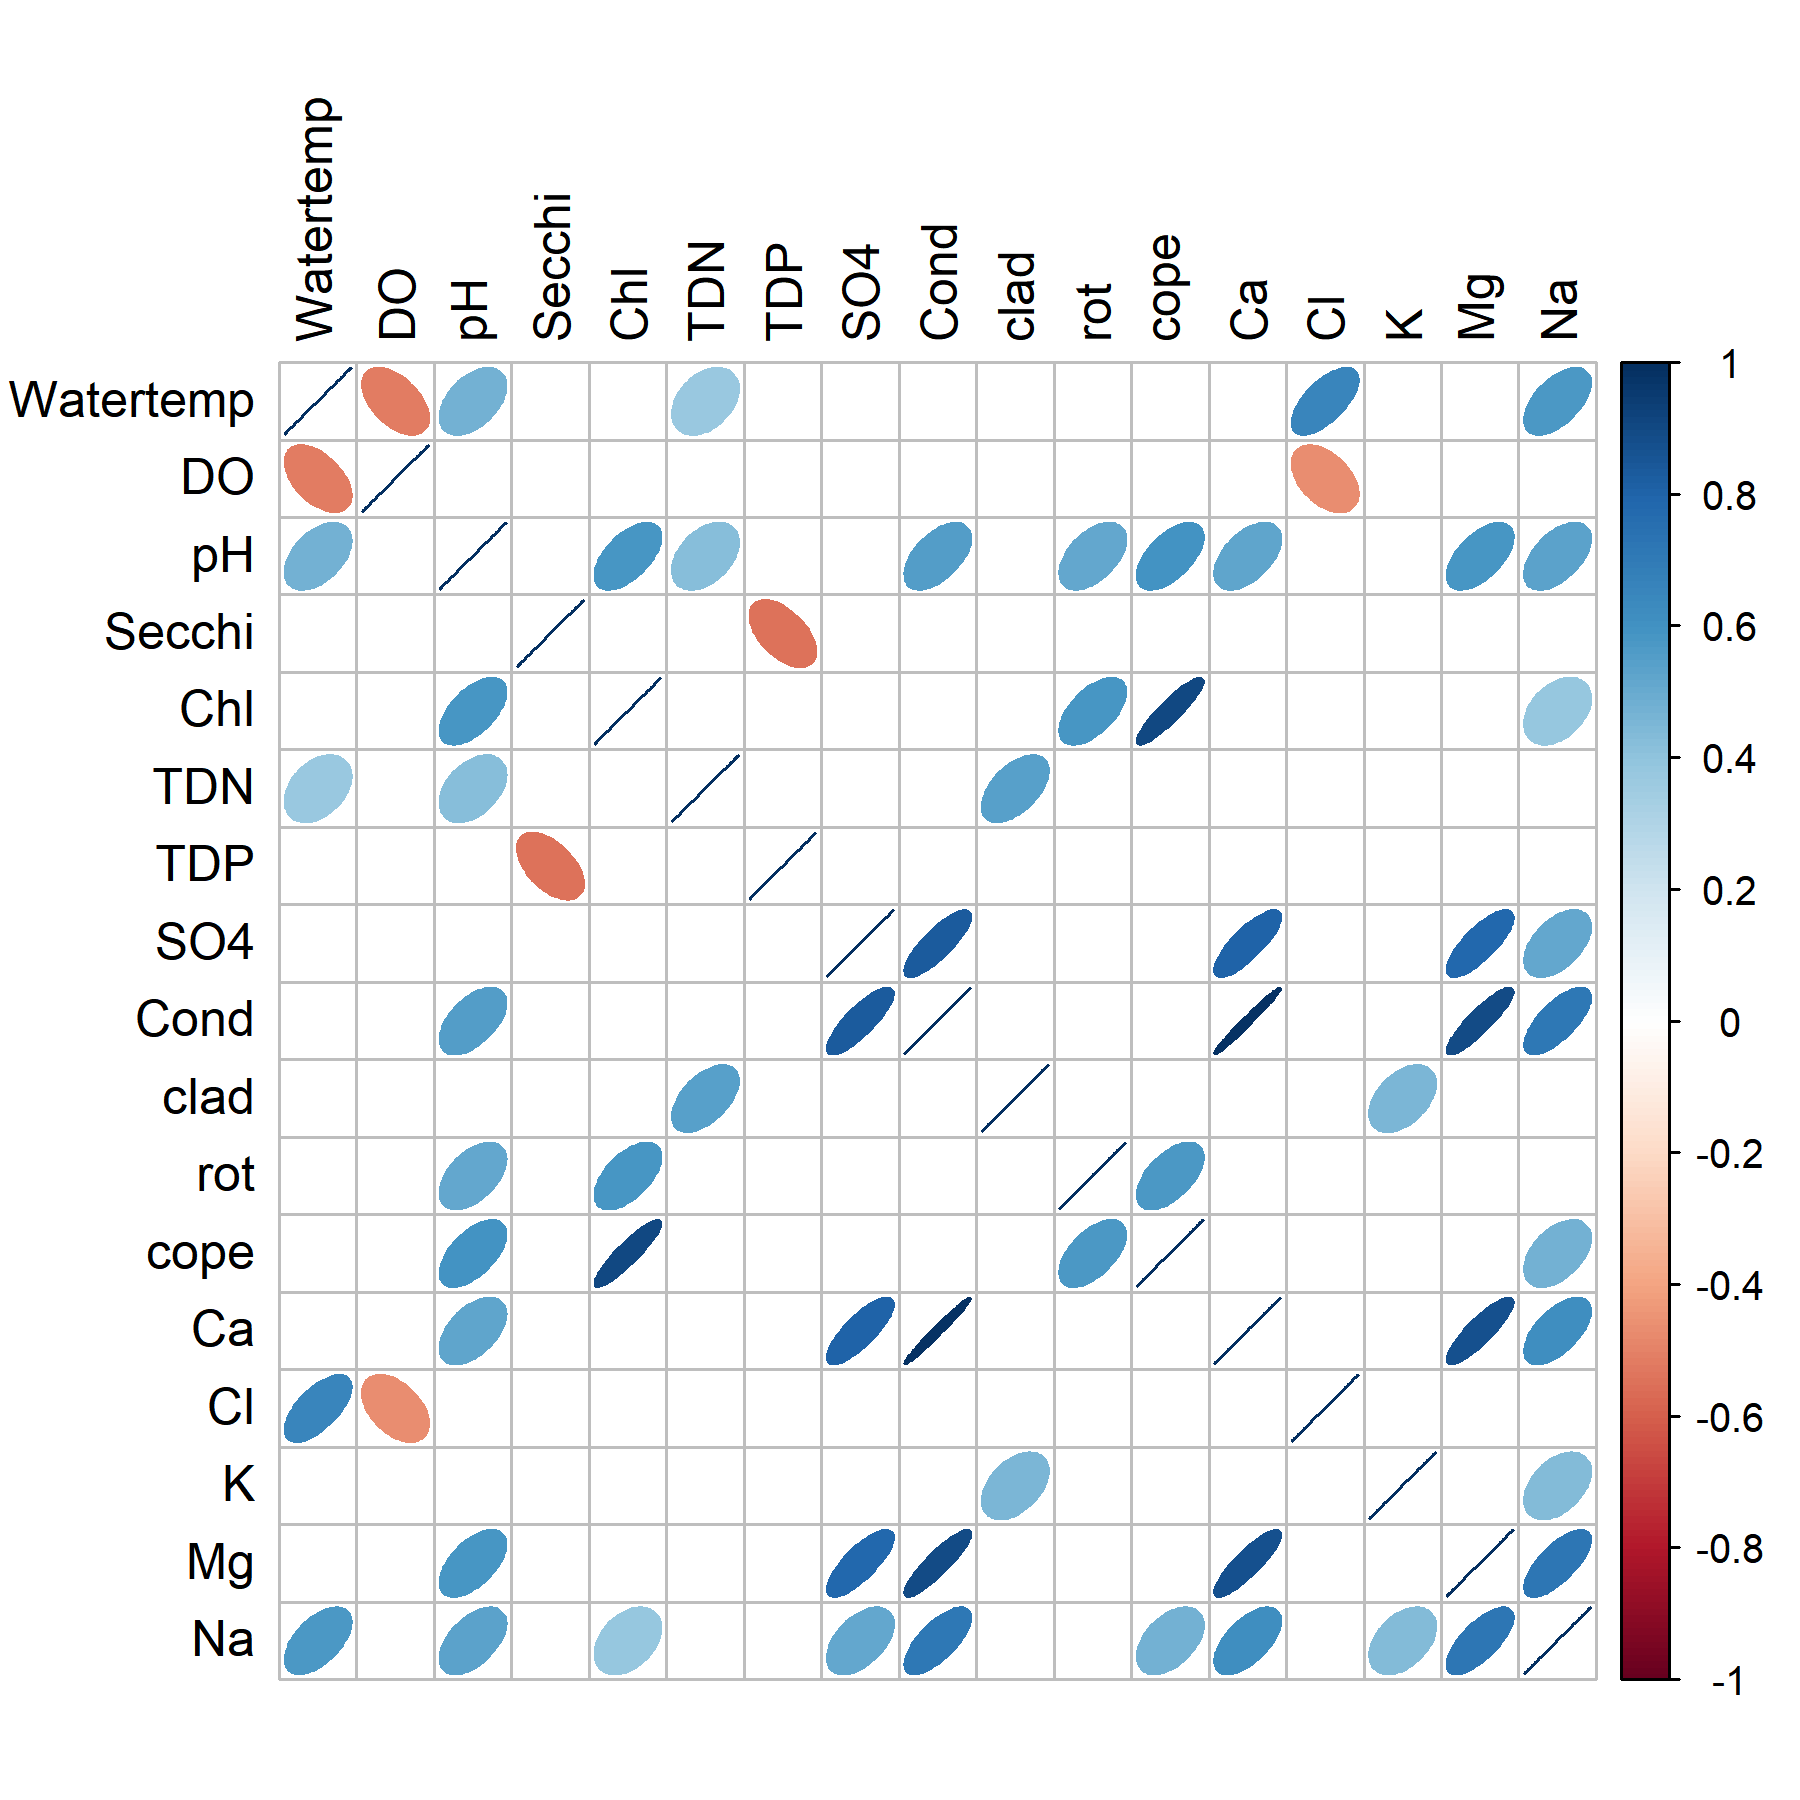 Watertemp
DO
pH
Secchi
Chl
TDN
TDP
SO4
Cond
clad
rot
cope
Ca
Cl
K
Mg
Na
Watertemp
DO
pH
Secchi
Chl
TDN
TDP
SO4
Cond
clad
rot
cope
Ca
Cl
K
Mg
Na
1
0.8
0.6
0.4
0.2
0
-0.2
-0.4
-0.6
-0.8
-1